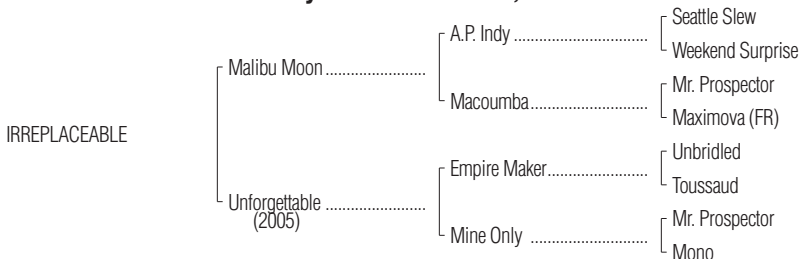 Seattle Slew
A.P. Indy ................................
Weekend Surprise
Malibu Moon ........................
Mr. Prospector
Macoumba............................
Maximova (FR)
IRREPLACEABLE
Unbridled
Empire Maker........................
Toussaud
Unforgettable ........................
(2005)
Mr. Prospector
Mine Only ............................
Mono